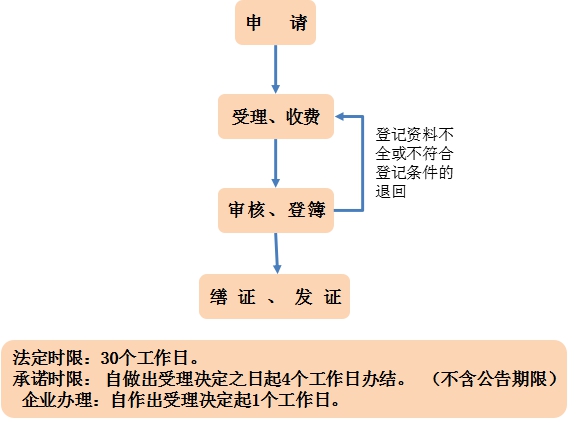 申 请
受理、收费
登记资料不
全或不符合
登记条件的
退回
审核、登簿
缮 证 、 发 证
法定时限：30个工作日。
承诺时限： 自做出受理决定之日起4个工作日办结。 （不含公告期限）
企业办理：自作出受理决定起1个工作日。